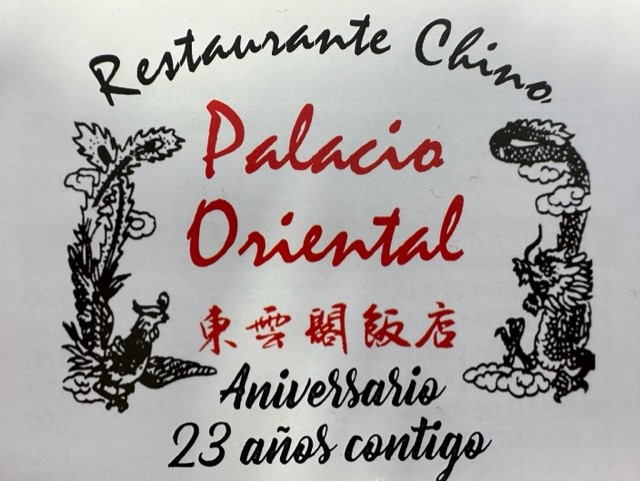 Restaurante Chino
Palacio
Oriental
東雲閣飯店
Aniversario
23 años contigo